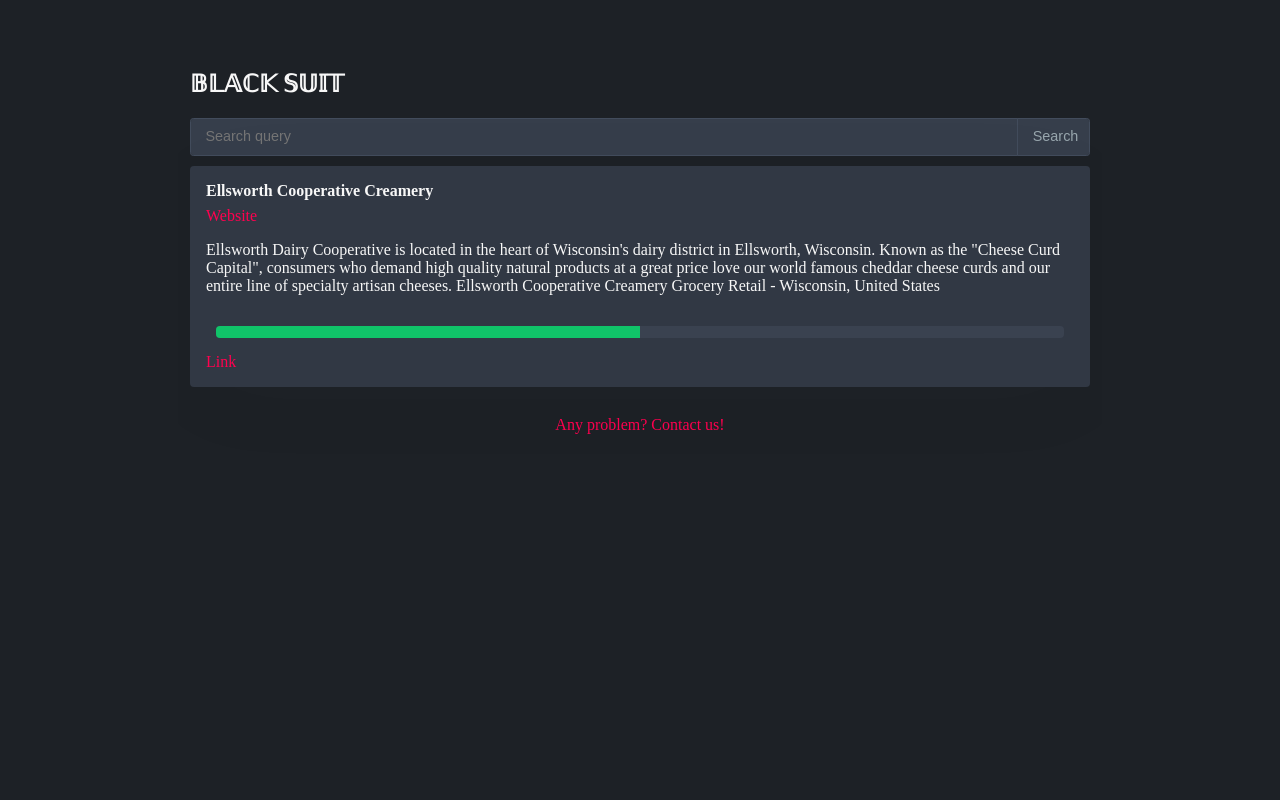 𝔹𝕃𝔸ℂ𝕂 𝕊𝕌𝕀𝕋
Search query
Search
Ellsworth Cooperative Creamery
Website
Ellsworth Dairy Cooperative is located in the heart of Wisconsin's dairy district in Ellsworth, Wisconsin. Known as the "Cheese Curd
Capital", consumers who demand high quality natural products at a great price love our world famous cheddar cheese curds and our
entire line of specialty artisan cheeses. Ellsworth Cooperative Creamery Grocery Retail - Wisconsin, United States
Link
Any problem? Contact us!